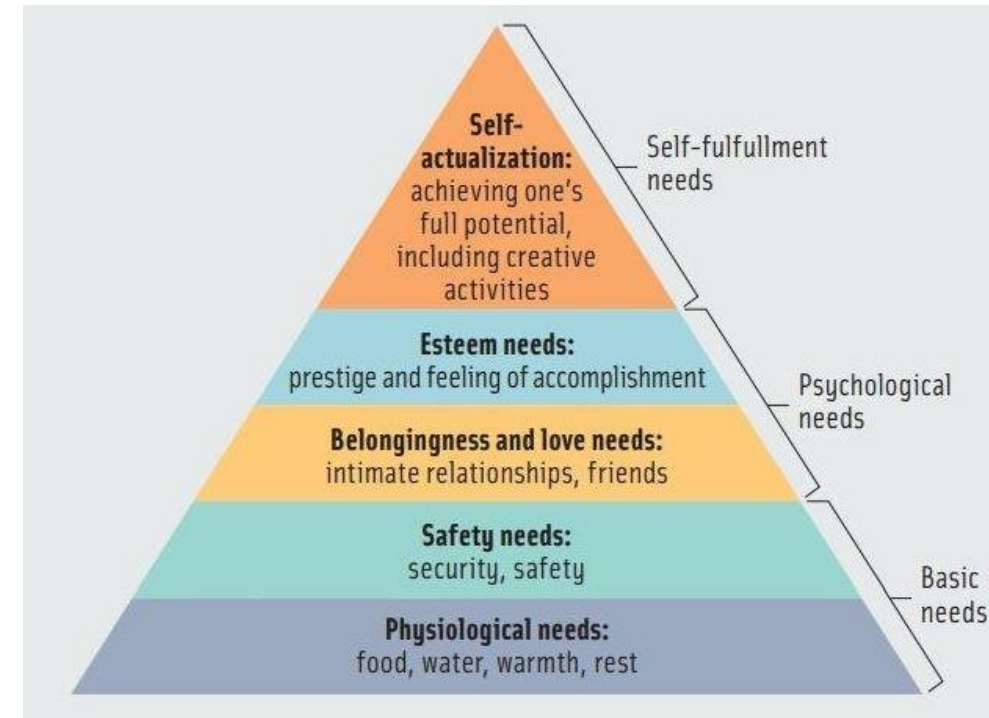 Self-
actualization:
achieving one's
full potential,
including creative
activities
Self-fulfullment
needs
Esteem needs:
prestige and feeling of accomplishment
Psychological
needs
Belongingness and love needs:
intimate relationships, friends
Safety needs:
security, safety
Basic
needs
Physiological needs:
food, water, warmth, rest